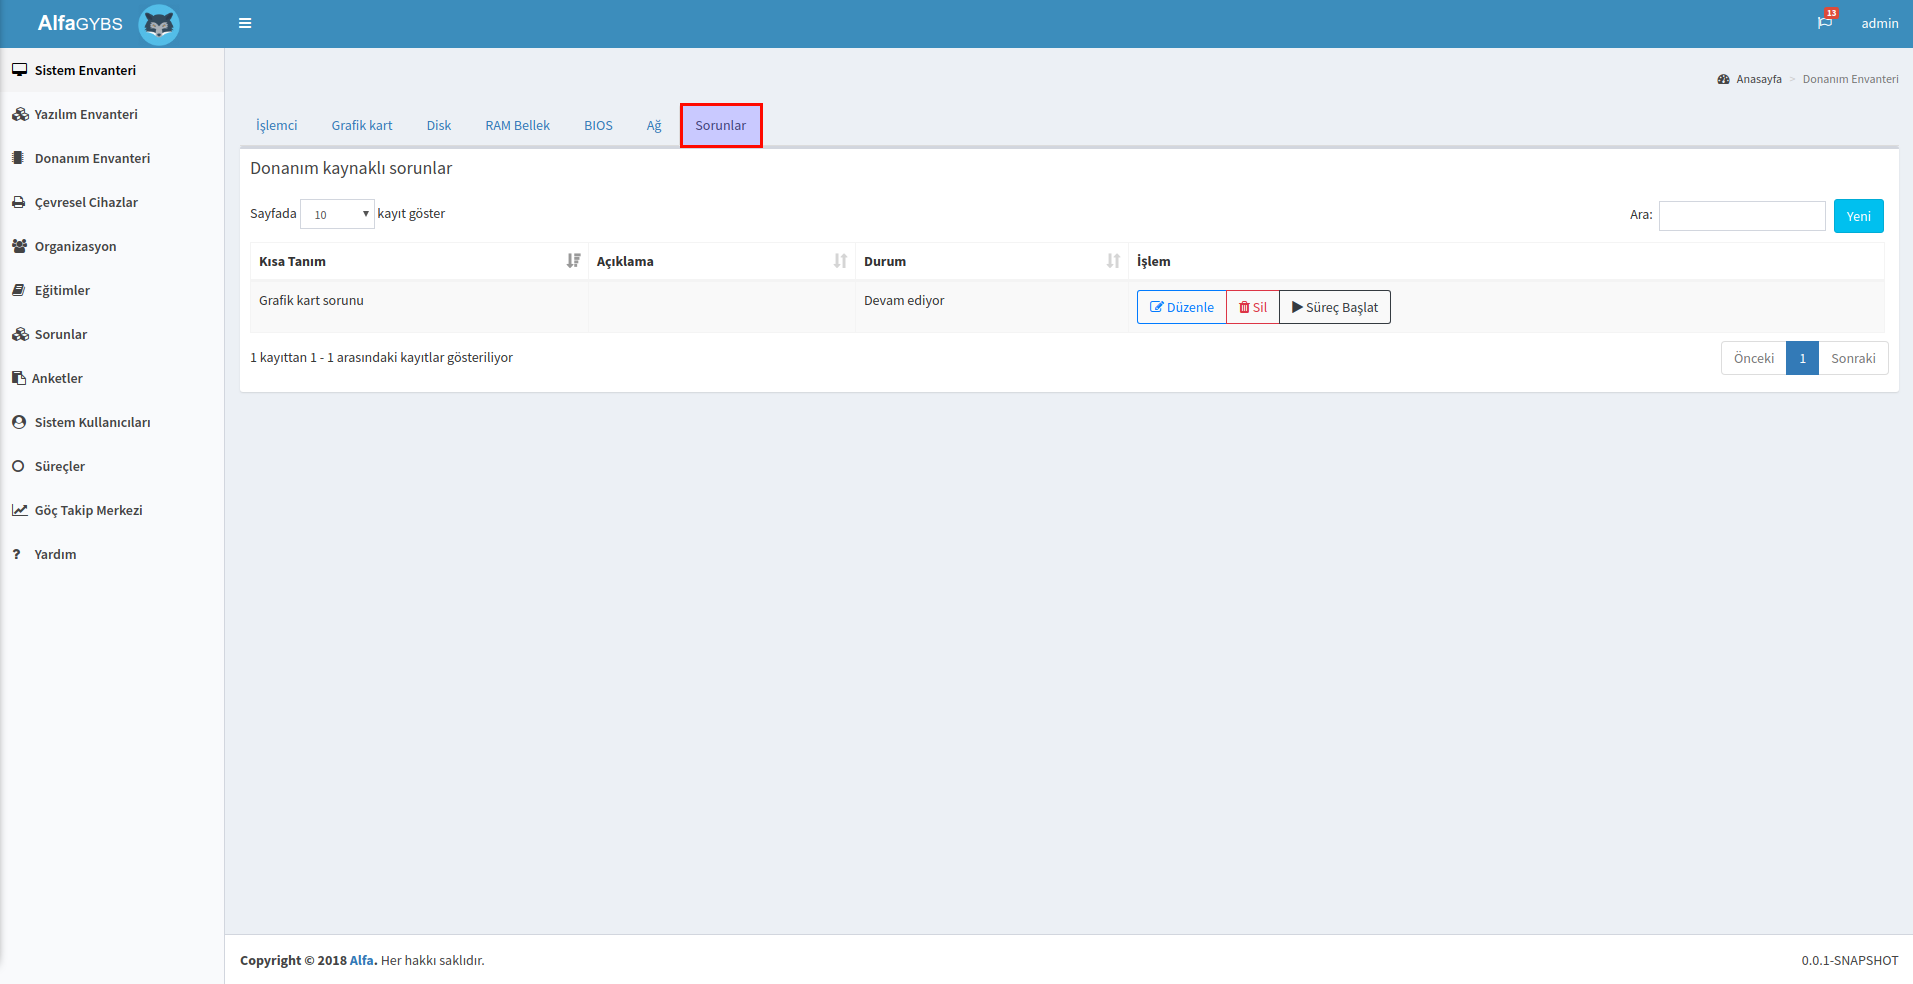 AlfaGYBS
13
admin
Sistem Envanteri
Yazılım Envanteri
Donanım Envanteri
Çevresel Cihazlar
Organizasyon
Eğitimler
Sorunlar
Anketler
Sistem Kullanıcıları
Süreçler
Göç Takip Merkezi
? Yardım
Anasayfa > Donanım Envanteri
İşlemci Grafik kart Disk RAM Bellek BIOS Ağ Sorunlar
Donanım kaynaklı sorunlar
Sayfada 10 kayıt göster
Ara: Yeni
Kısa Tanım Açıklama Durum İşlem
Grafik kart sorunu Devam ediyor Düzenle Sil Süreç Başlat
1 kayıttan 1 - 1 arasındaki kayıtlar gösteriliyor
Önceki 1 Sonraki
Copyright © 2018 Alfa. Her hakkı saklıdır.
0.0.1-SNAPSHOT